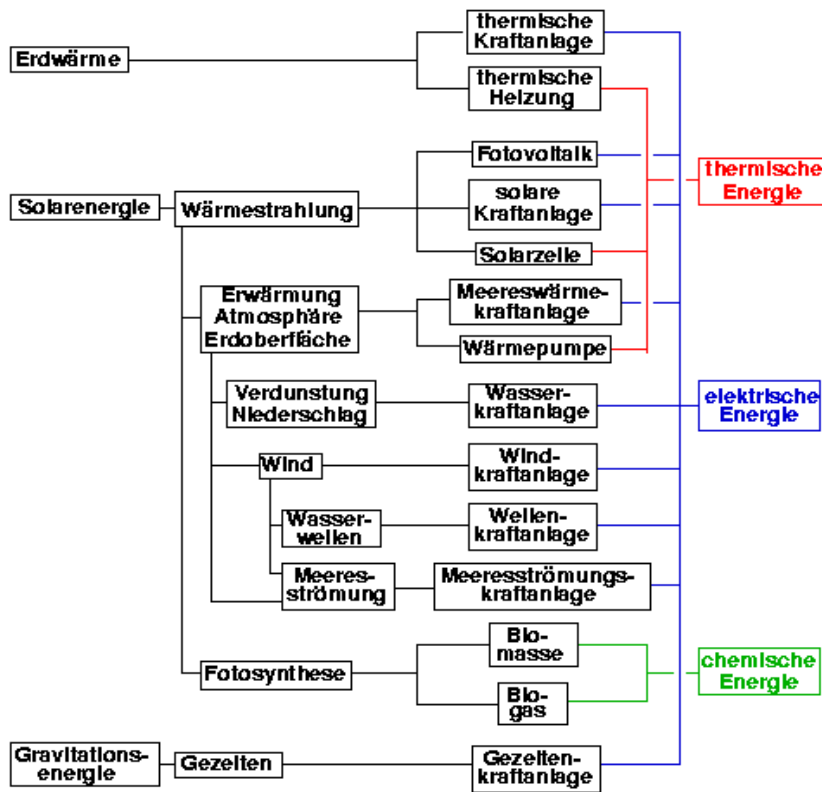 thermische
Kraftanlage
Erdwärme
thermische
Heizung
Fotovoltaik
thermische
Energie
Solarenergie
Wärmestrahlung
solare
Kraftanlage
Solarzelle
Erwärmung
Atmosphäre
Erdoberfläche
Meereswärme-
kraftanlage
Wärmepumpe
Verdunstung
Niederschlag
Wasser-
kraftanlage
elektrische
Energie
Wind
Wind-
kraftanlage
Wasser-
wellen
Wellen-
kraftanlage
Meeres-
strömung
Meeresströmungs-
kraftanlage
Bio-
masse
Fotosynthese
chemische
Energie
Bio-
gas
Gravitations-
energie
Gezeiten
Gezeiten-
kraftanlage